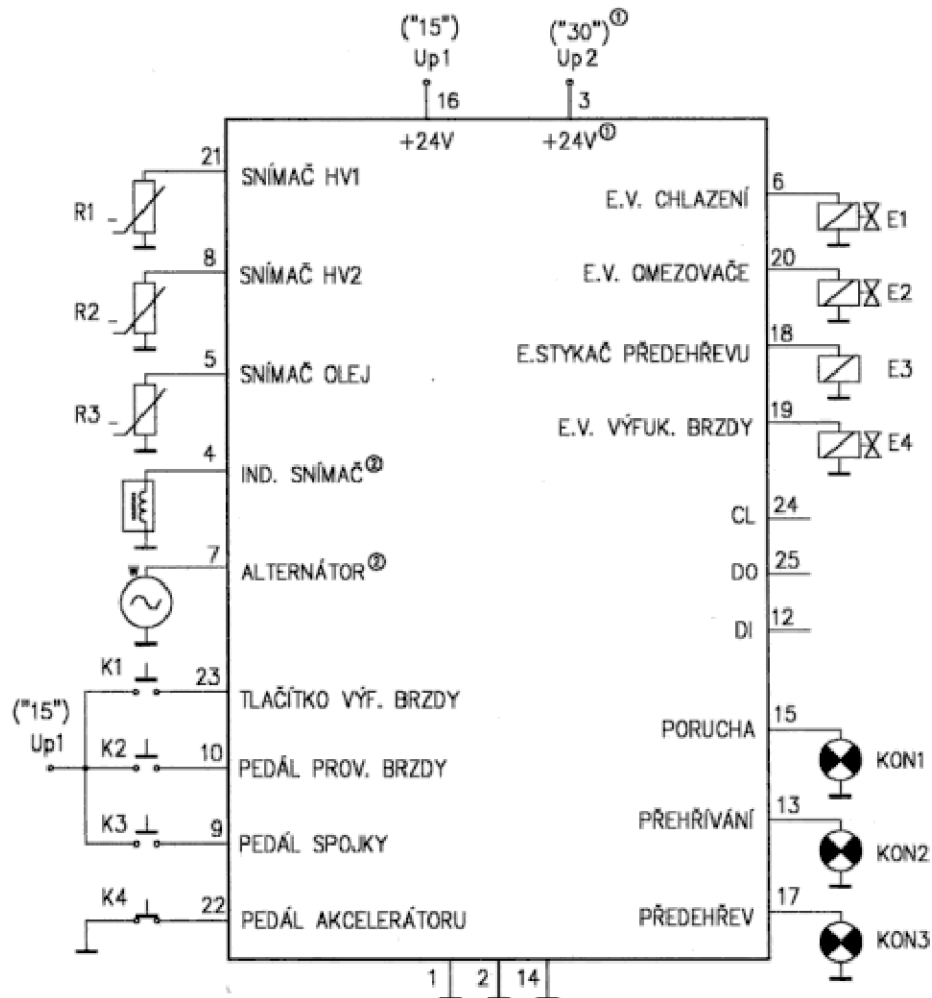 ("15") ("30")①
Up1 Up2
16 3
+24V +24V①
21 SNÍMAČ HV1
R1
8 SNÍMAČ HV2
R2
5 SNÍMAČ OLEJ
R3
4 IND. SNÍMAČ②
7 ALTERNÁTOR②
W
K1 23 TLAČÍTKO VÝF. BRZDY
("15")
Up1
K2 10 PEDÁL PROV. BRZDY
K3 9 PEDÁL SPOJKY
K4 22 PEDÁL AKCELERÁTORU
E.V. CHLAZENÍ 6 E1
E.V. OMEZOVAČE 20 E2
E.STYKAČ PŘEDEHŘEVU 18 E3
E.V. VÝFUK. BRZDY 19 E4
CL 24
DO 25
DI 12
PORUCHA 15 KON1
PŘEHŘÍVÁNÍ 13 KON2
PŘEDEHŘEV 17 KON3
1 2 14